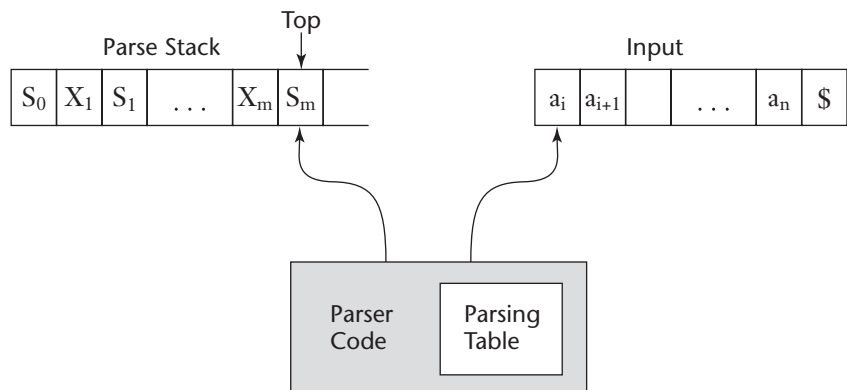 Top
Parse Stack
Input
S₀ X₁ S₁ . . . Xₘ Sₘ
aᵢ aᵢ₊₁ . . . aₙ $
Parser
Code
Parsing
Table